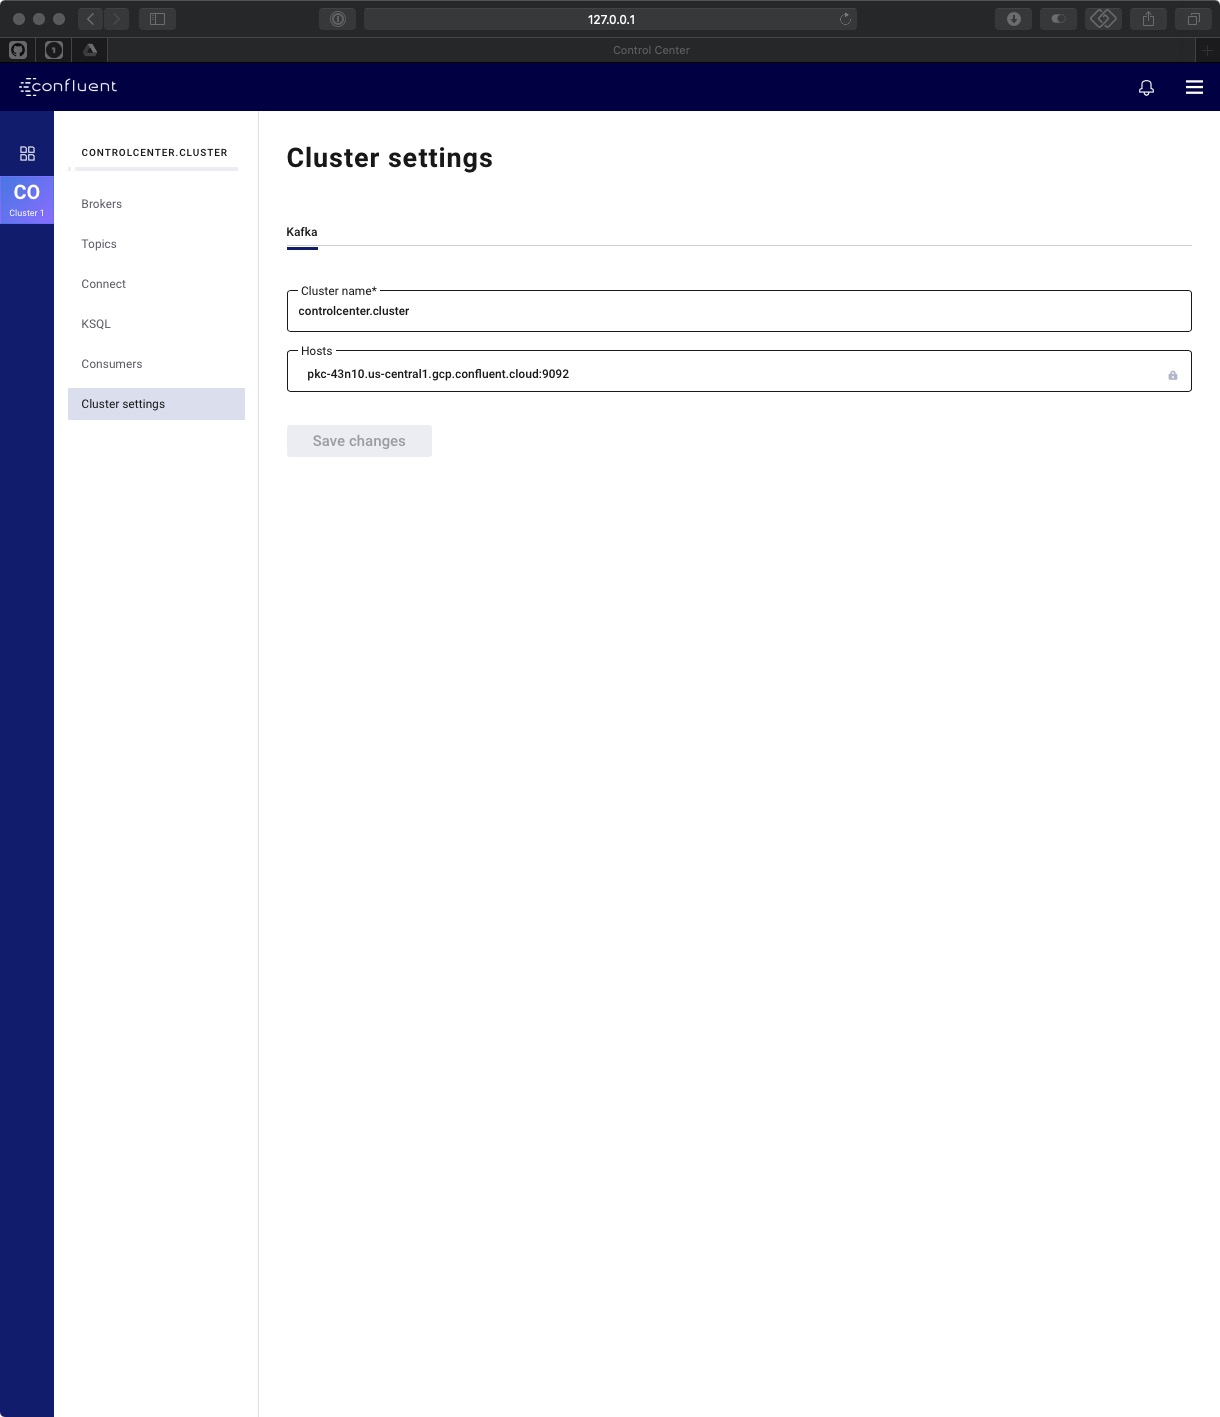 127.0.0.1
Control Center
confluent
CO
Cluster 1
CONTROLCENTER.CLUSTER
Brokers
Topics
Connect
KSQL
Consumers
Cluster settings
Cluster settings
Kafka
Cluster name*
controlcenter.cluster
Hosts
pkc-43n10.us-central1.gcp.confluent.cloud:9092
Save changes